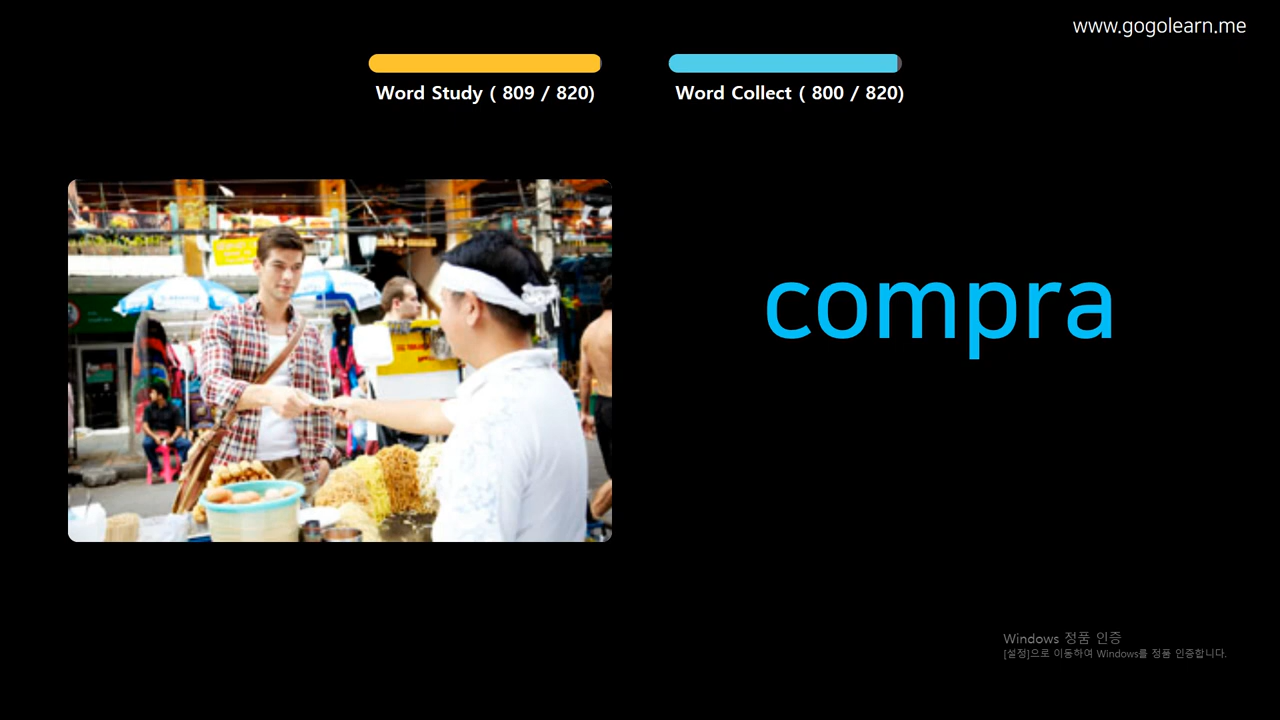 www.gogolearn.me
Word Study ( 809 / 820)
Word Collect ( 800 / 820)
compra
Windows 정품 인증
[설정]으로 이동하여 Windows를 정품 인증합니다.